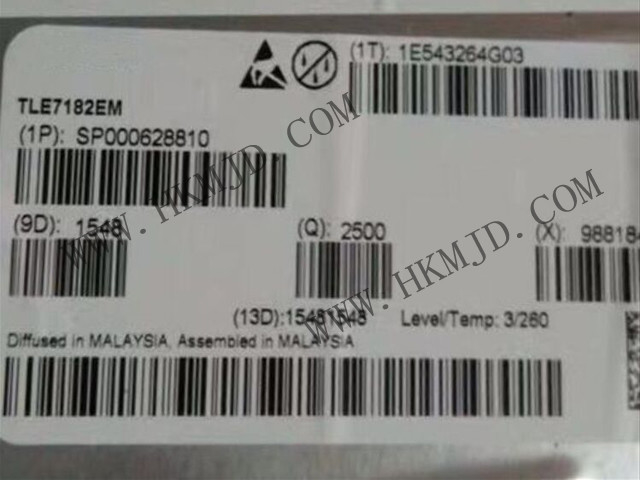 (1T): 1E543264G03
TLE7182EM
(1P): SP000628810
(9D): 1548
(Q): 2500
(X): 988184
(13D):15481548 Level/Temp: 3/260
Diffused in MALAYSIA, Assembled in MALAYSIA
WWW.HKMJD.COM
WWW.HKMJD.COM